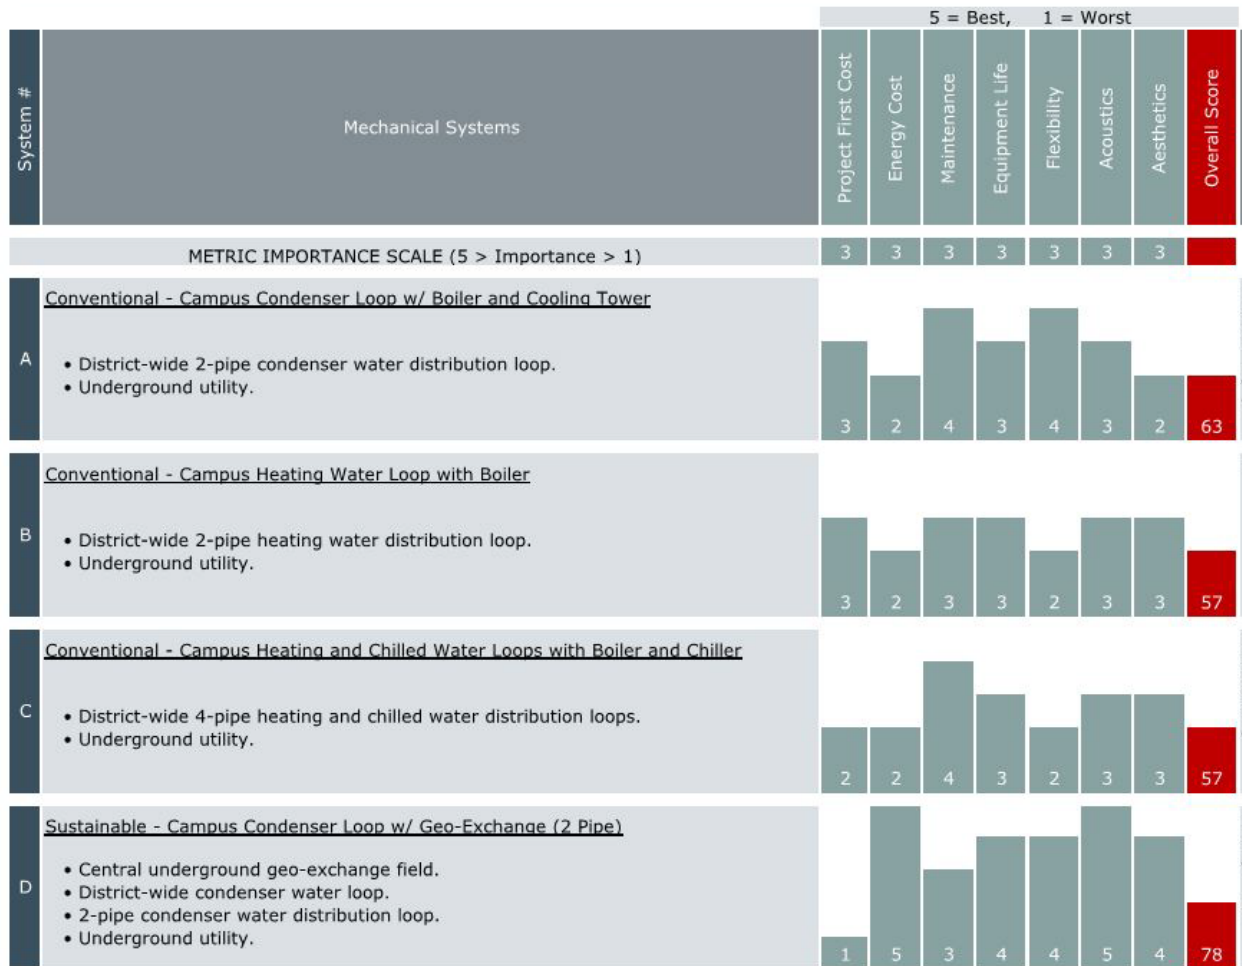 5 = Best, 1 = Worst
System #
Mechanical Systems
Project First Cost
Energy Cost
Maintenance
Equipment Life
Flexibility
Acoustics
Aesthetics
Overall Score
METRIC IMPORTANCE SCALE (5 > Importance > 1) 3 3 3 3 3 3 3
Conventional - Campus Condenser Loop w/ Boiler and Cooling Tower
A
• District-wide 2-pipe condenser water distribution loop.
• Underground utility.
3 2 4 3 4 3 2 63
Conventional - Campus Heating Water Loop with Boiler
B
• District-wide 2-pipe heating water distribution loop.
• Underground utility.
3 2 3 3 2 3 3 57
Conventional - Campus Heating and Chilled Water Loops with Boiler and Chiller
C
• District-wide 4-pipe heating and chilled water distribution loops.
• Underground utility.
2 2 4 3 2 3 3 57
Sustainable - Campus Condenser Loop w/ Geo-Exchange (2 Pipe)
D
• Central underground geo-exchange field.
• District-wide condenser water loop.
• 2-pipe condenser water distribution loop.
• Underground utility.
1 5 3 4 4 5 4 78